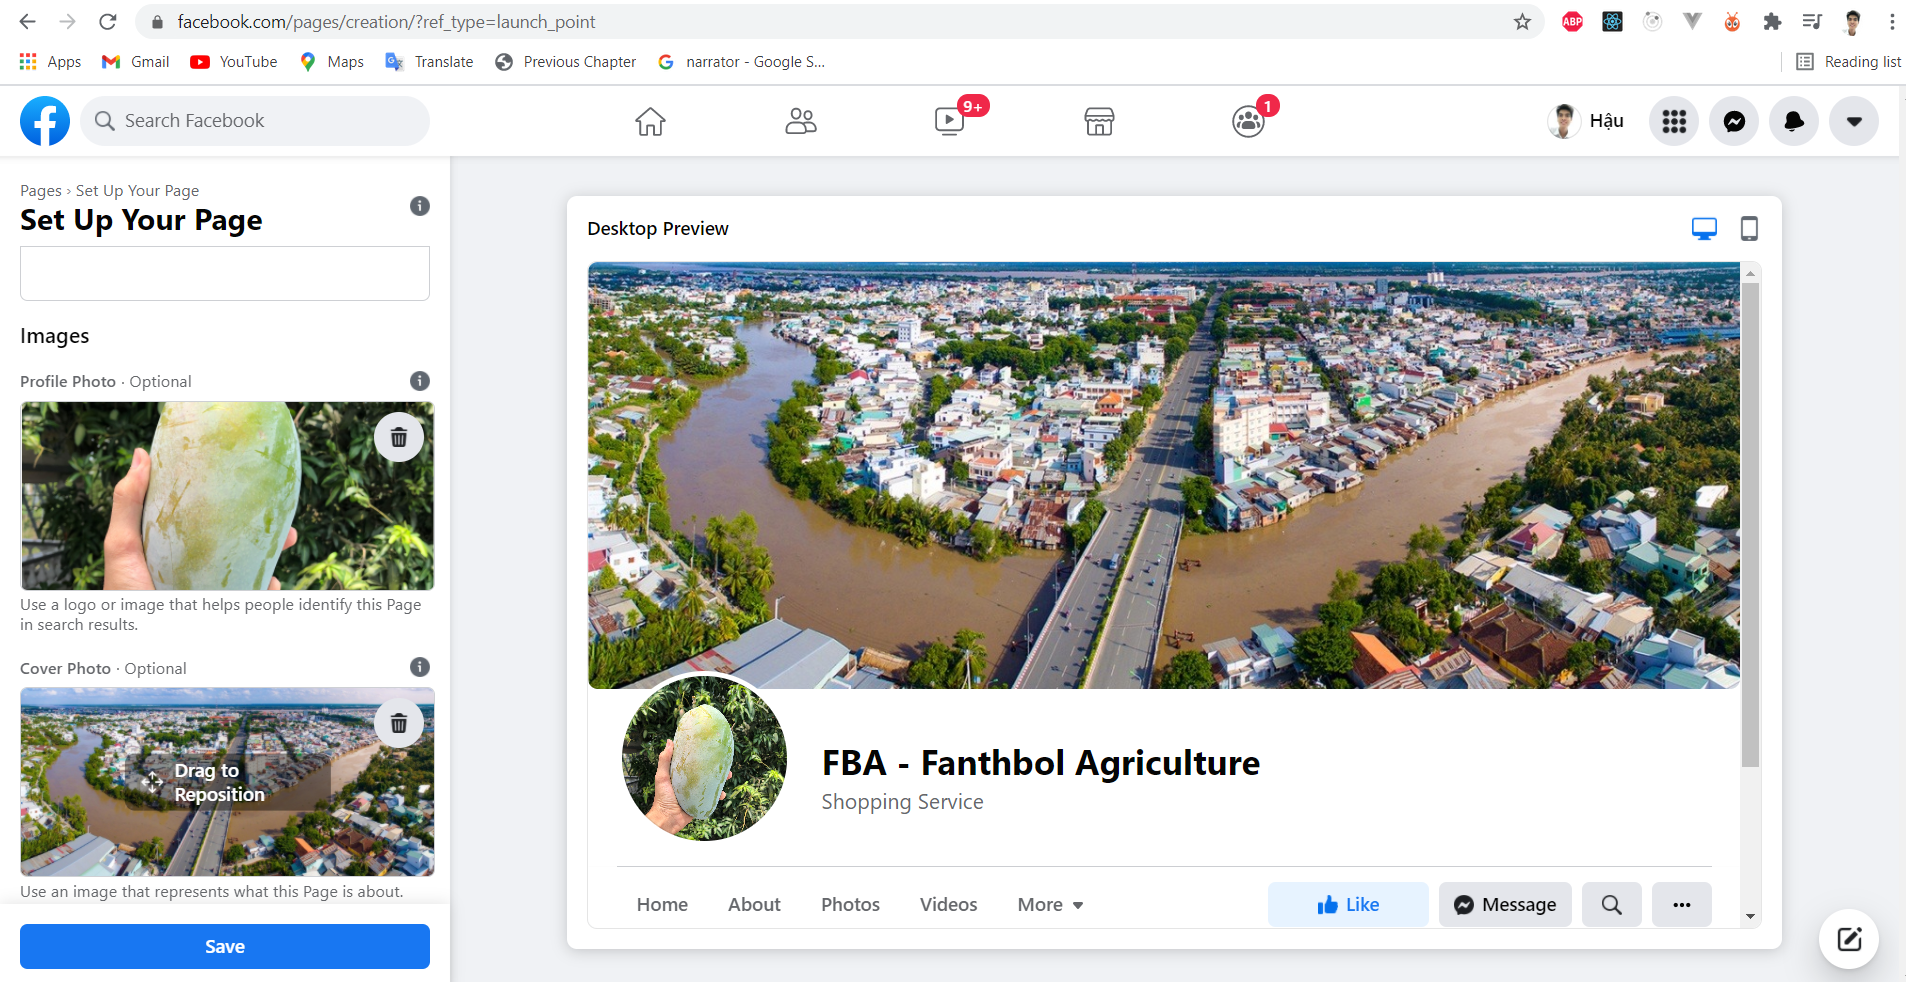 facebook.com/pages/creation/?ref_type=launch_point
ABP
Apps Gmail YouTube Maps Translate Previous Chapter narrator - Google S... Reading list
Search Facebook
9+
1
Hậu
Pages › Set Up Your Page
Set Up Your Page
Images
Profile Photo · Optional
Use a logo or image that helps people identify this Page
in search results.
Cover Photo · Optional
Drag to
Reposition
Use an image that represents what this Page is about.
Save
Desktop Preview
FBA - Fanthbol Agriculture
Shopping Service
Home About Photos Videos More Like Message